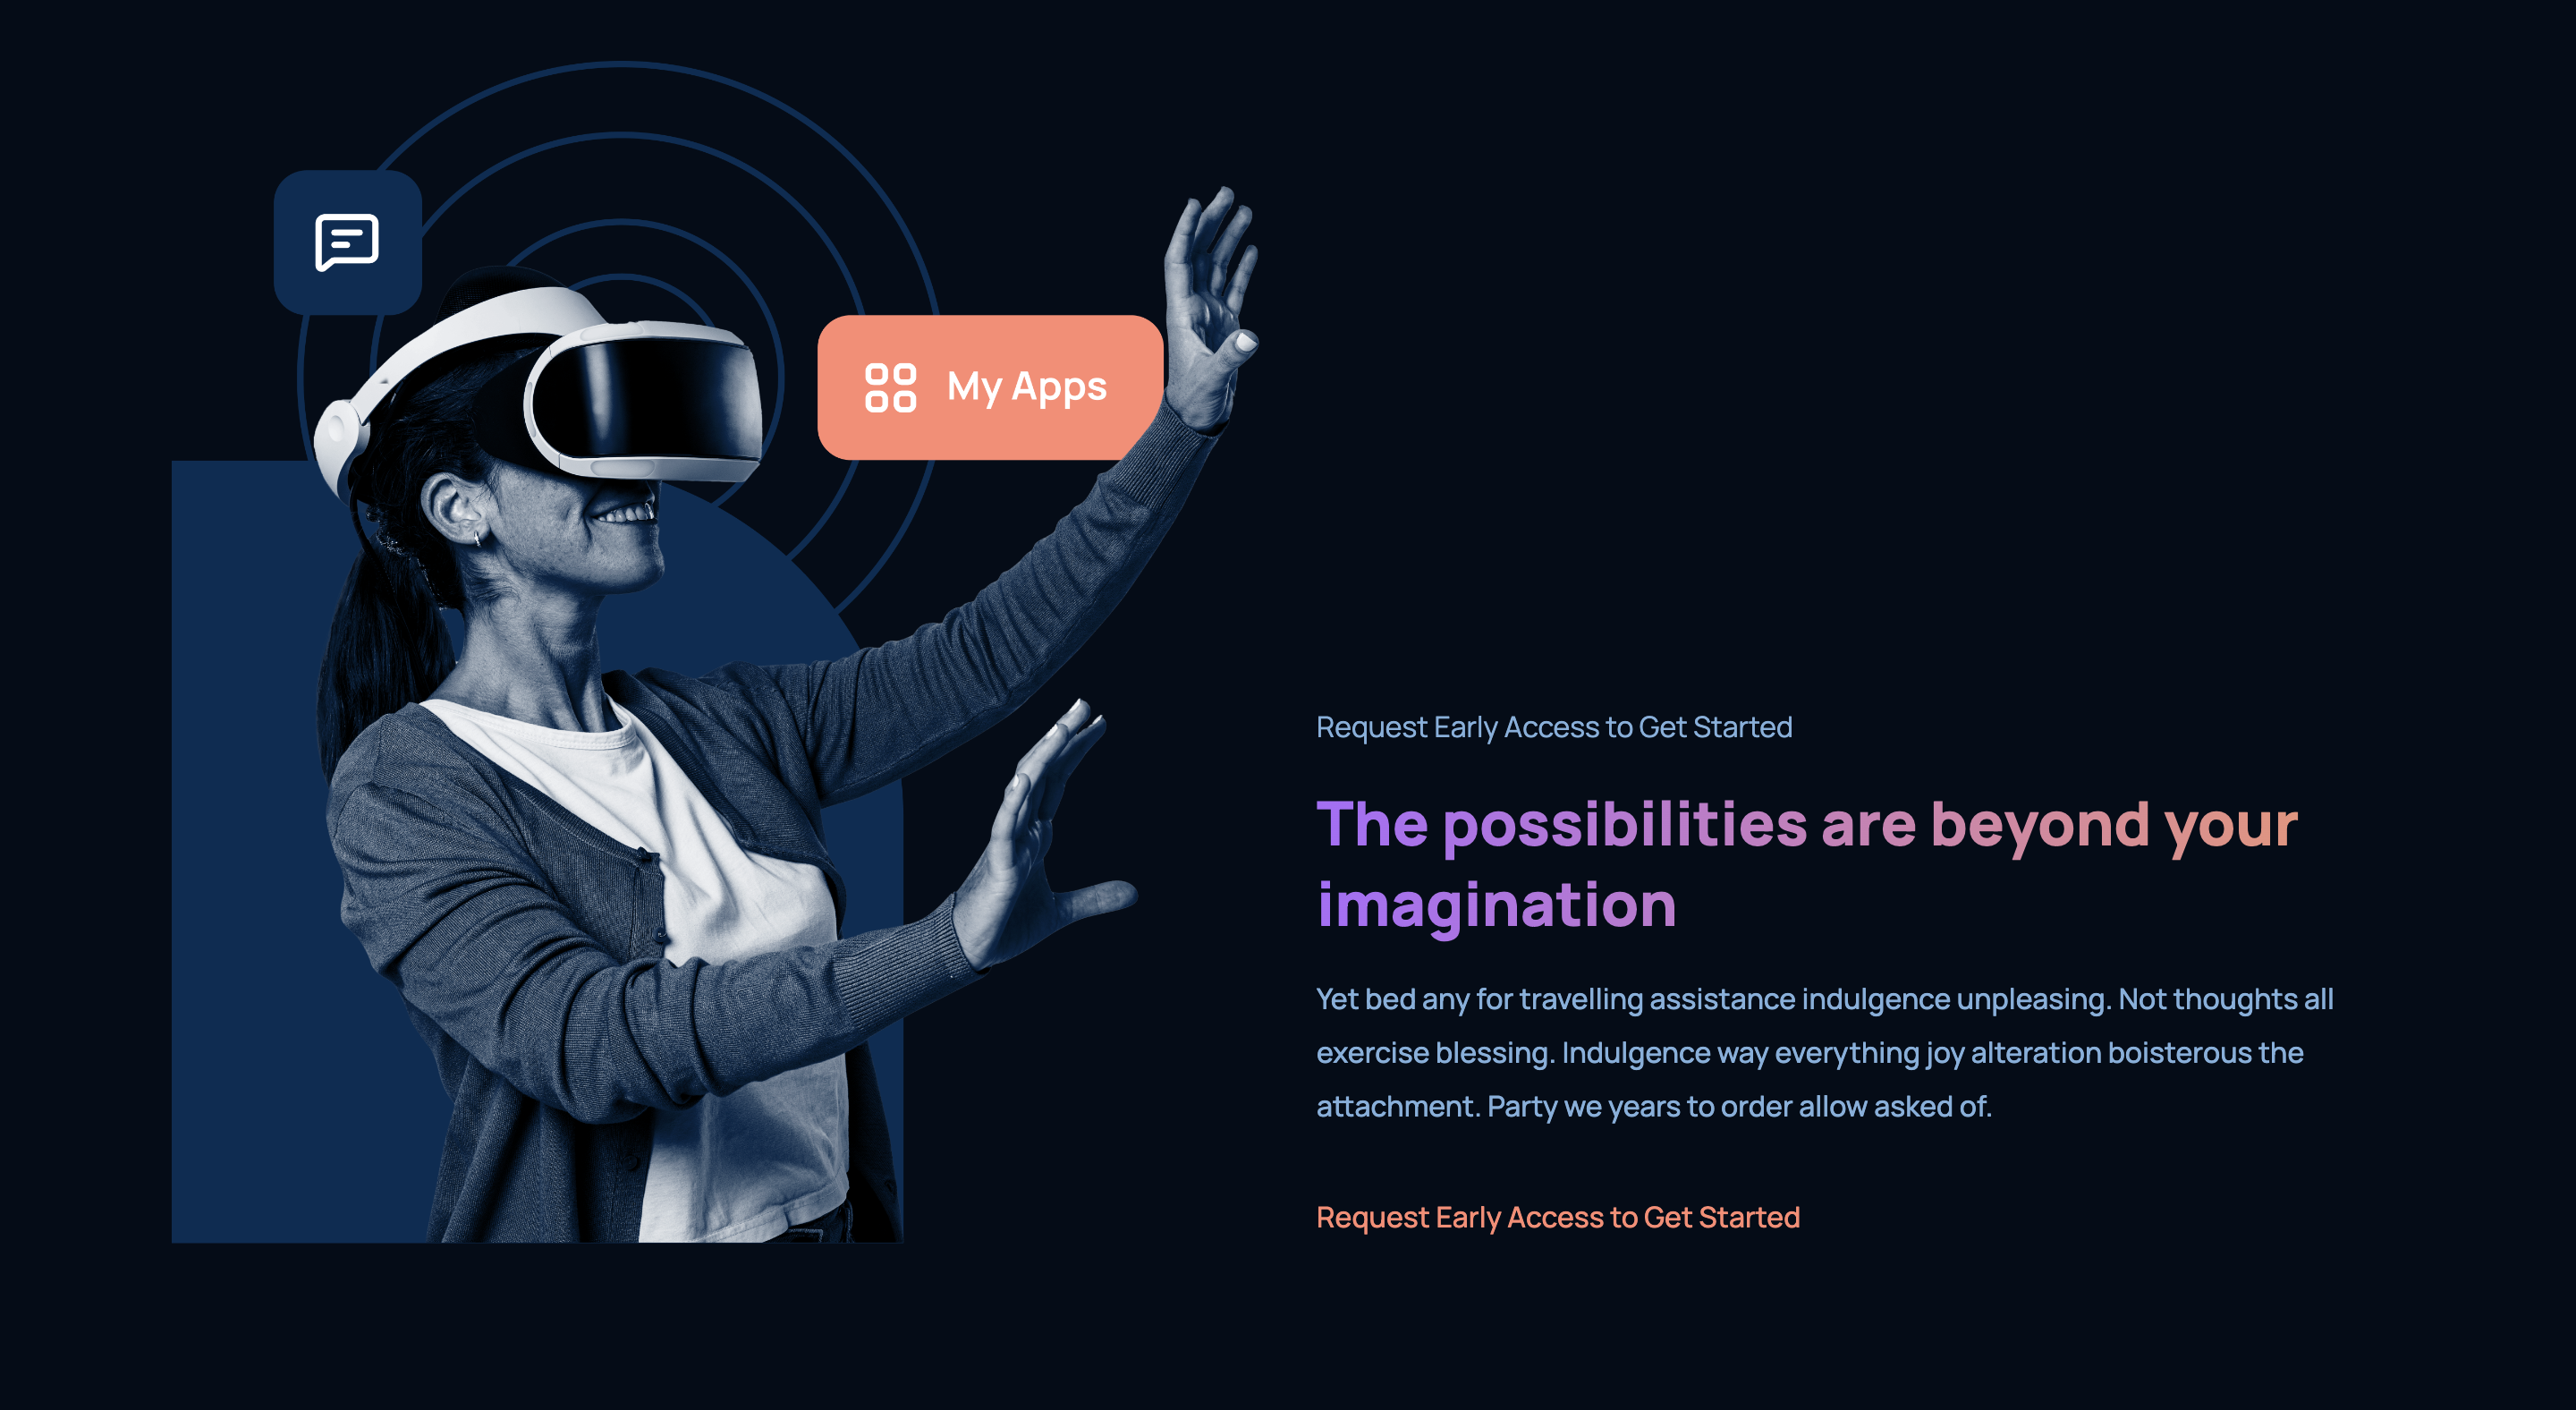 My Apps
Request Early Access to Get Started
The possibilities are beyond your
imagination
Yet bed any for travelling assistance indulgence unpleasing. Not thoughts all
exercise blessing. Indulgence way everything joy alteration boisterous the
attachment. Party we years to order allow asked of.
Request Early Access to Get Started